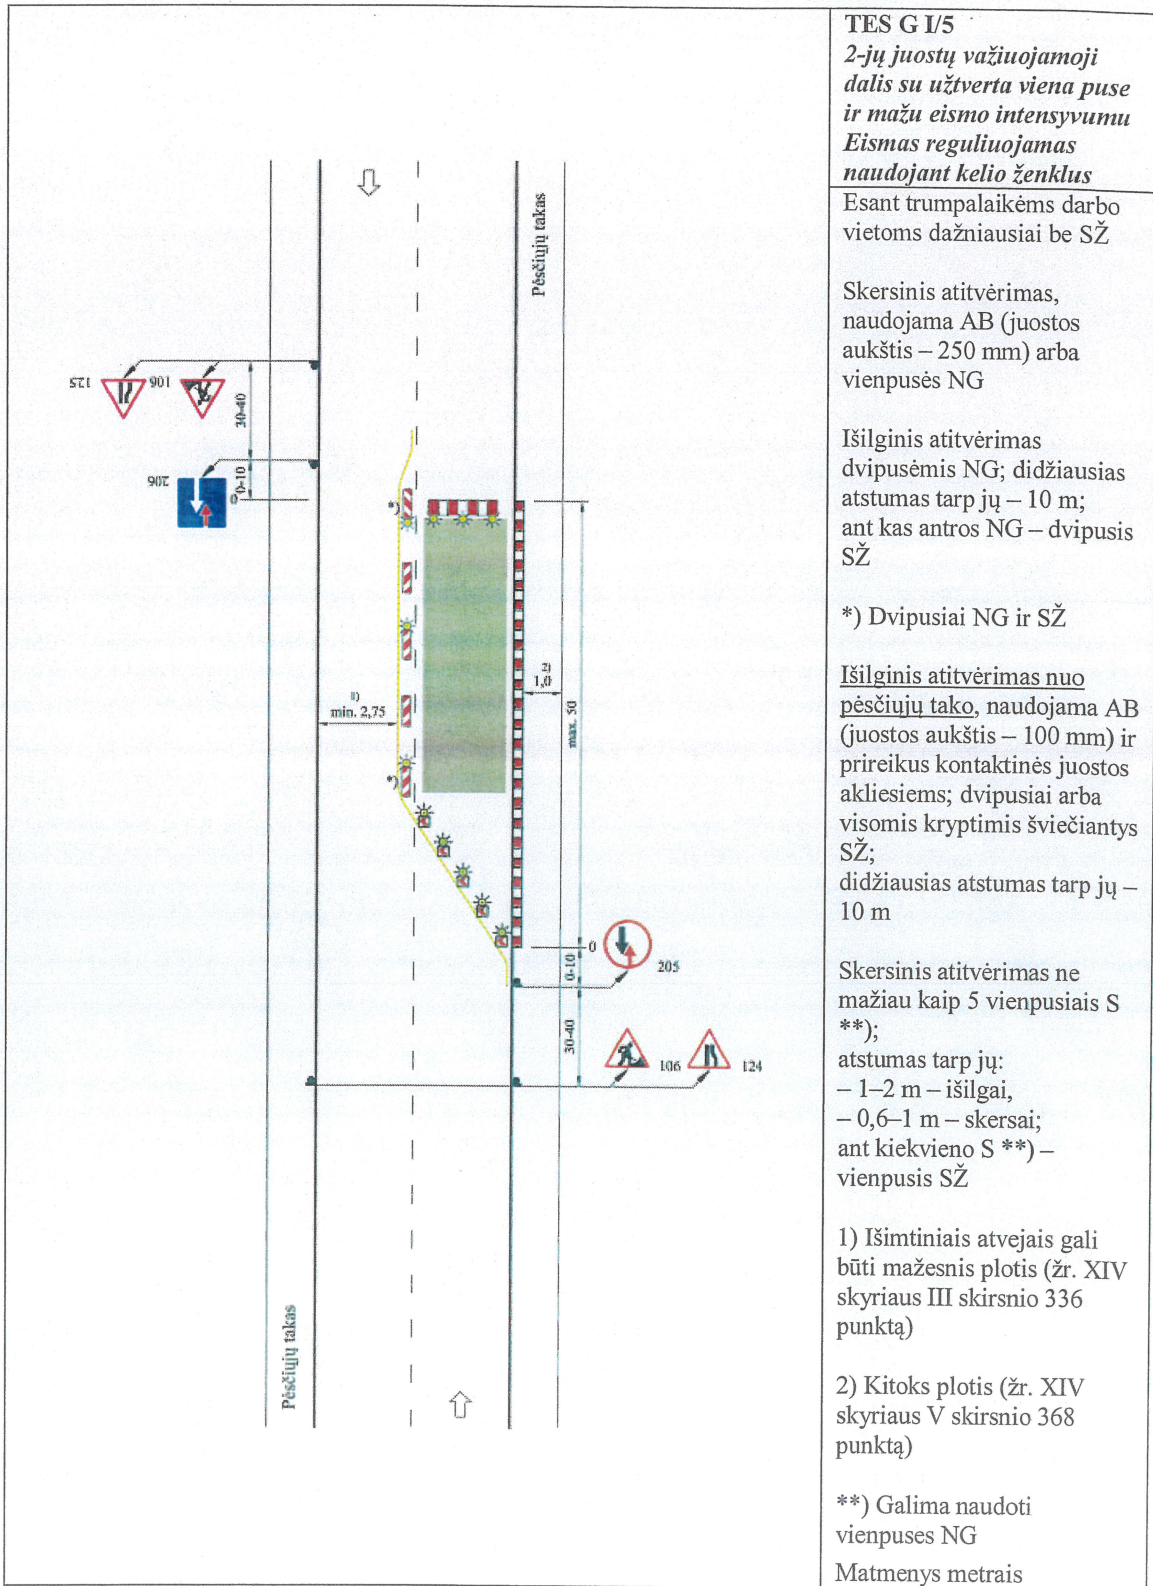 TES G I/5
2-jų juostų važiuojamoji
dalis su užtverta viena puse
ir mažu eismo intensyvumu
Eismas reguliuojamas
naudojant kelio ženklus
Esant trumpalaikėms darbo
vietoms dažniausiai be SŽ
Skersinis atitvėrimas,
naudojama AB (juostos
aukštis – 250 mm) arba
vienpusės NG
Išilginis atitvėrimas
dvipusėmis NG; didžiausias
atstumas tarp jų – 10 m;
ant kas antros NG – dvipusis
SŽ
*) Dvipusiai NG ir SŽ
Išilginis atitvėrimas nuo
pėsčiųjų tako, naudojama AB
(juostos aukštis – 100 mm) ir
prireikus kontaktinės juostos
akliesiems; dvipusiai arba
visomis kryptimis šviečiantys
SŽ;
didžiausias atstumas tarp jų –
10 m
Skersinis atitvėrimas ne
mažiau kaip 5 vienpusiais S
**);
atstumas tarp jų:
– 1–2 m – išilgai,
– 0,6–1 m – skersai;
ant kiekvieno S **) –
vienpusis SŽ
1) Išimtiniais atvejais gali
būti mažesnis plotis (žr. XIV
skyriaus III skirsnio 336
punktą)
2) Kitoks plotis (žr. XIV
skyriaus V skirsnio 368
punktą)
**) Galima naudoti
vienpuses NG
Matmenys metrais
Pėsčiųjų takas
125
106
30-40
206
0-10
0
*)
1)
min. 2,75
2)
1,0
max. 50
*)
0
205
0-10
30-40
106
124
Pėsčiųjų takas